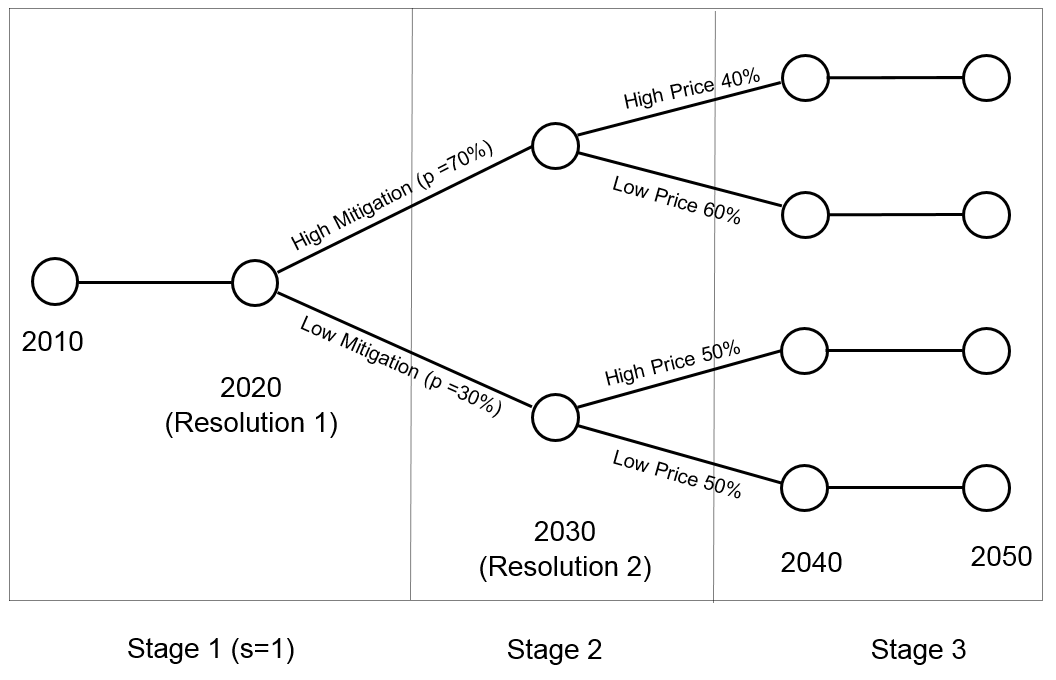 High Price 40%
High Mitigation (p =70%)
Low Price 60%
2010
Low Mitigation (p =30%)
High Price 50%
2020
(Resolution 1)
Low Price 50%
2030
(Resolution 2)
2040
2050
Stage 1 (s=1)
Stage 2
Stage 3